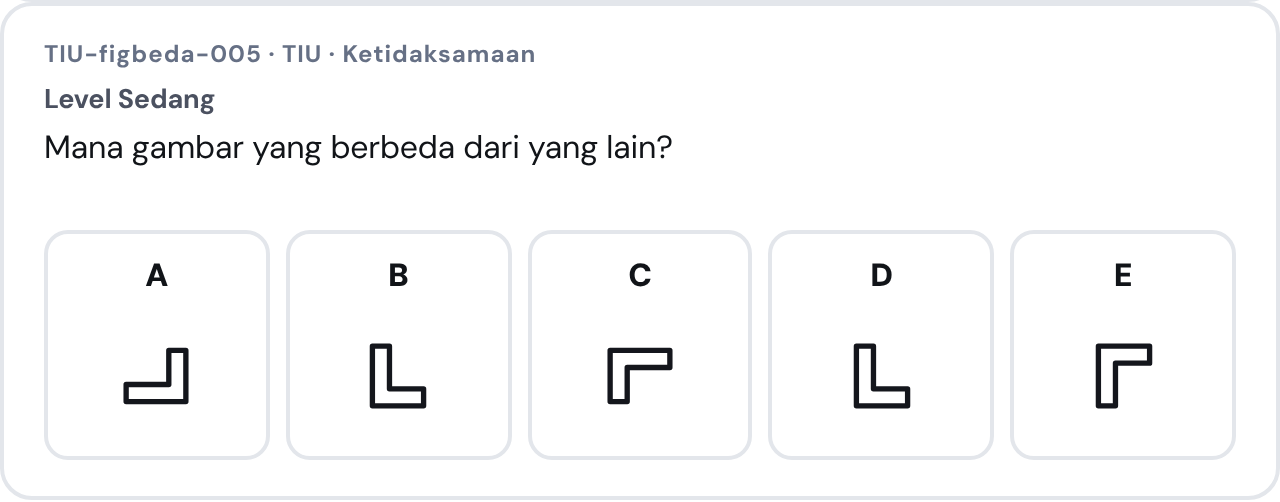 TIU-figbeda-005 · TIU · Ketidaksamaan
Level Sedang
Mana gambar yang berbeda dari yang lain?
A B C D E